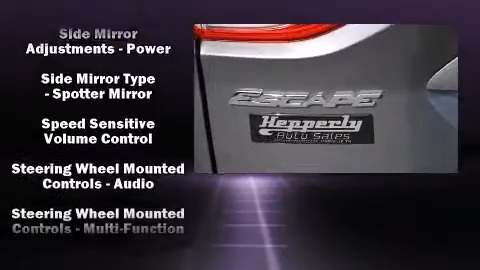 Side Mirror
Adjustments - Power
Side Mirror Type
- Spotter Mirror
Speed Sensitive
Volume Control
Steering Wheel Mounted
Controls - Audio
Steering Wheel Mounted
Controls - Multi-Function
ESCAPE
Hepperly
Auto Sales